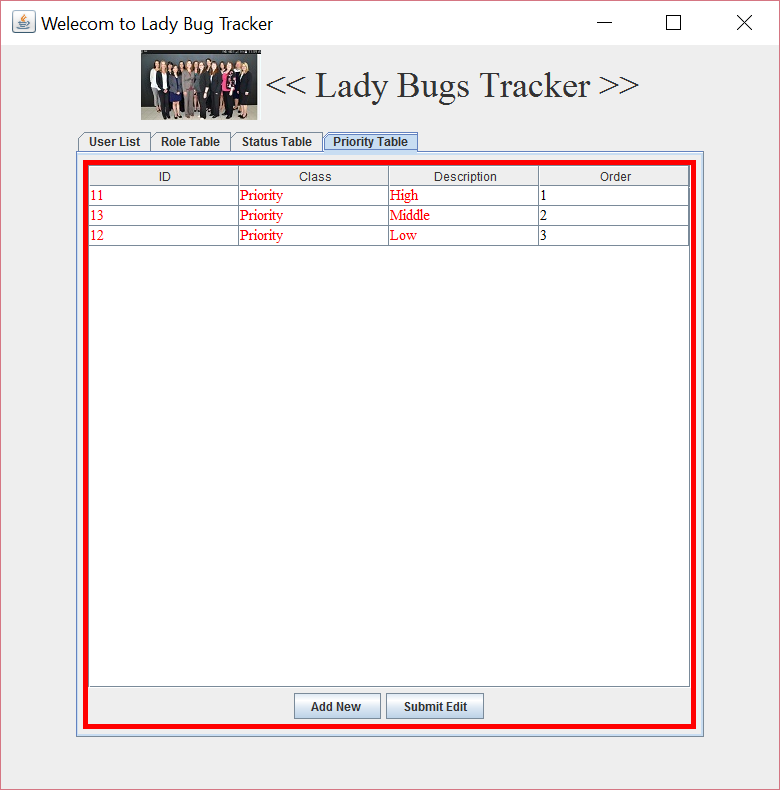 Welecom to Lady Bug Tracker
<< Lady Bugs Tracker >>
User List Role Table Status Table Priority Table
ID Class Description Order
11 Priority High 1
13 Priority Middle 2
12 Priority Low 3
Add New Submit Edit